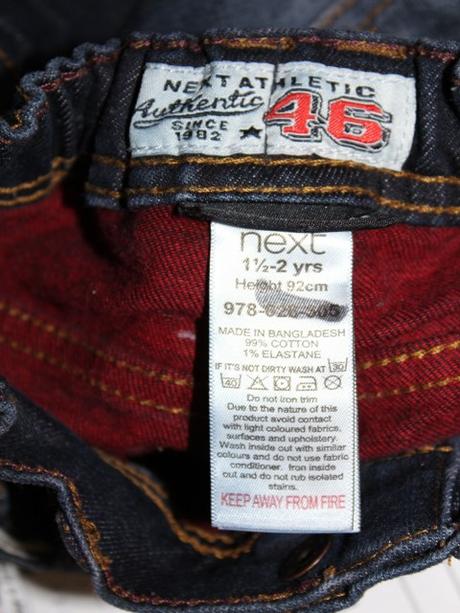 NEXT ATHLETIC
Authentic 46
SINCE
1982
next
1½-2 yrs
Height 92cm
MADE IN BANGLADESH
99% COTTON
1% ELASTANE
IF IT'S NOT DIRTY WASH AT 30
40
Do not iron trim
Due to the nature of this
product avoid contact
with light coloured fabrics,
surfaces and upholstery.
Wash inside out with similar
colours and do not use fabric
conditioner. Iron inside
out and do not rub isolated
stains.
KEEP AWAY FROM FIRE